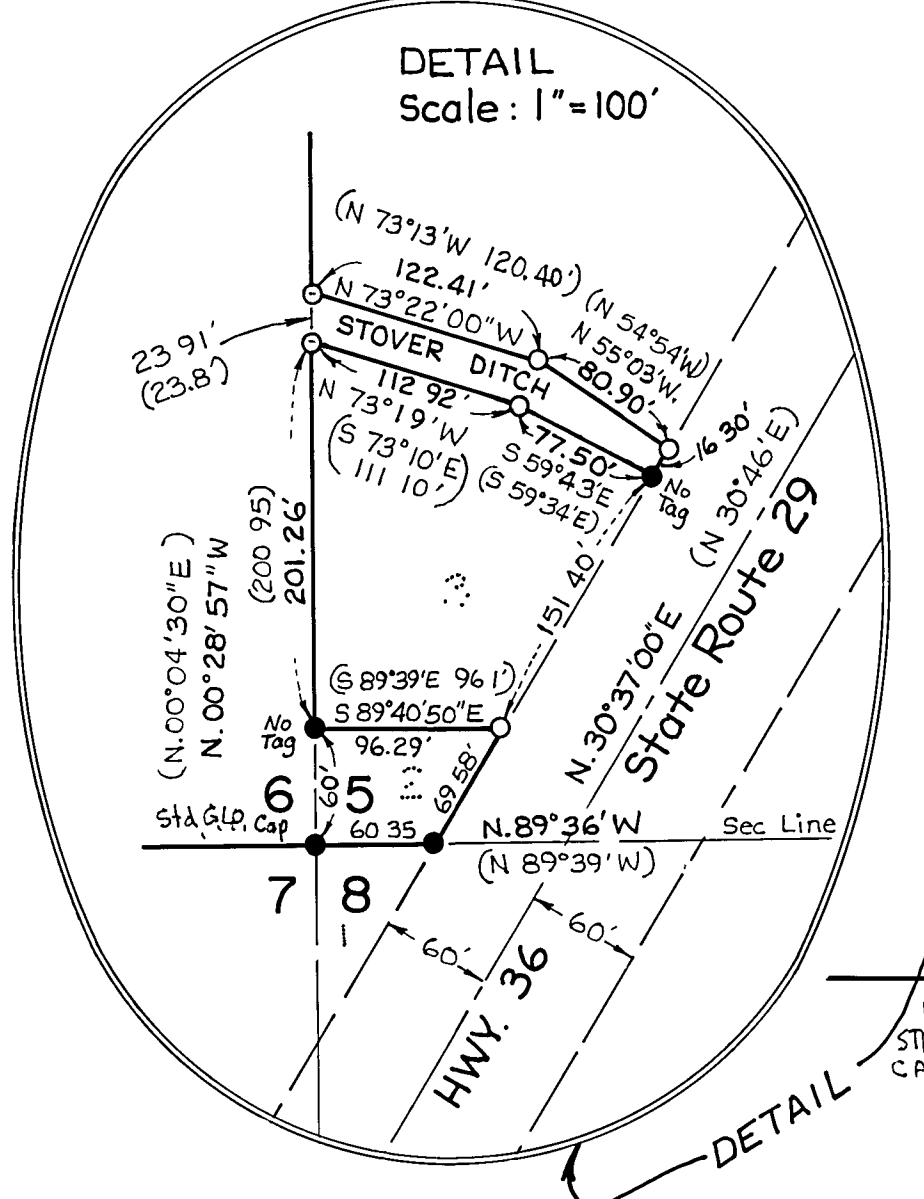 DETAIL
Scale : 1"=100'
(N 73°13'W 120.40')
122.41'
N 73°22'00"W
(N 54°54'W)
N 55°03'W.
80.90'
STOVER DITCH
23 91'
(23.8')
112 92'
N 73°19'W
(S 73°10'E)
(111 10')
77.50'
S 59°43'E
(S 59°34'E)
16 30'
No
Tag
(N 30°46'E)
State Route 29
N.30°37'00"E
151 40'
(200 95)
201.26'
(N.00°04'30"E)
N.00°28'57"W
3
(S 89°39'E 96 1')
S 89°40'50"E
96.29'
No
Tag
60'
6 5
2
69 58'
Std. G.L.O. Cap
60 35
N.89°36'W
Sec Line
(N 89°39'W)
7 8
1
60'
60'
HWY. 36
DETAIL